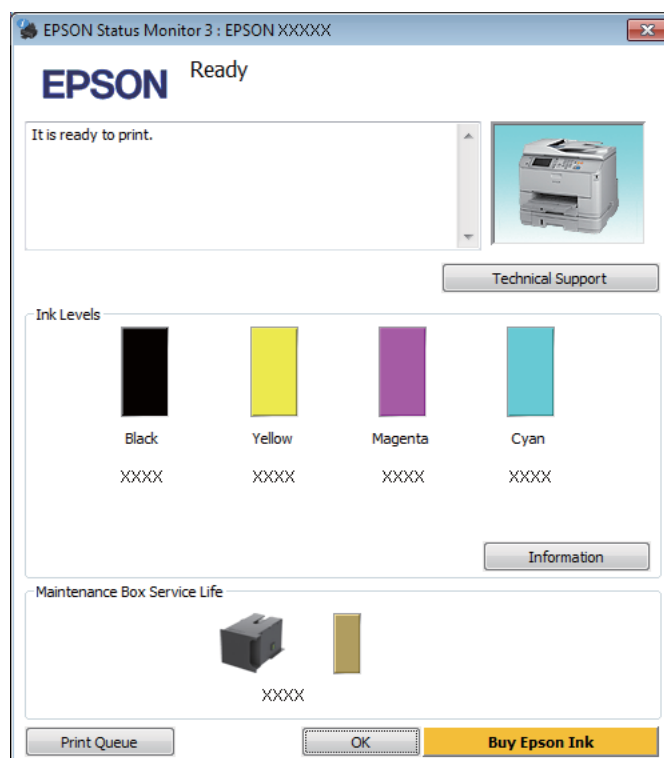 EPSON Status Monitor 3 : EPSON XXXXX
EPSON
Ready
It is ready to print.
Technical Support
Ink Levels
Black Yellow Magenta Cyan
XXXX XXXX XXXX XXXX
Information
Maintenance Box Service Life
XXXX
Print Queue OK Buy Epson Ink